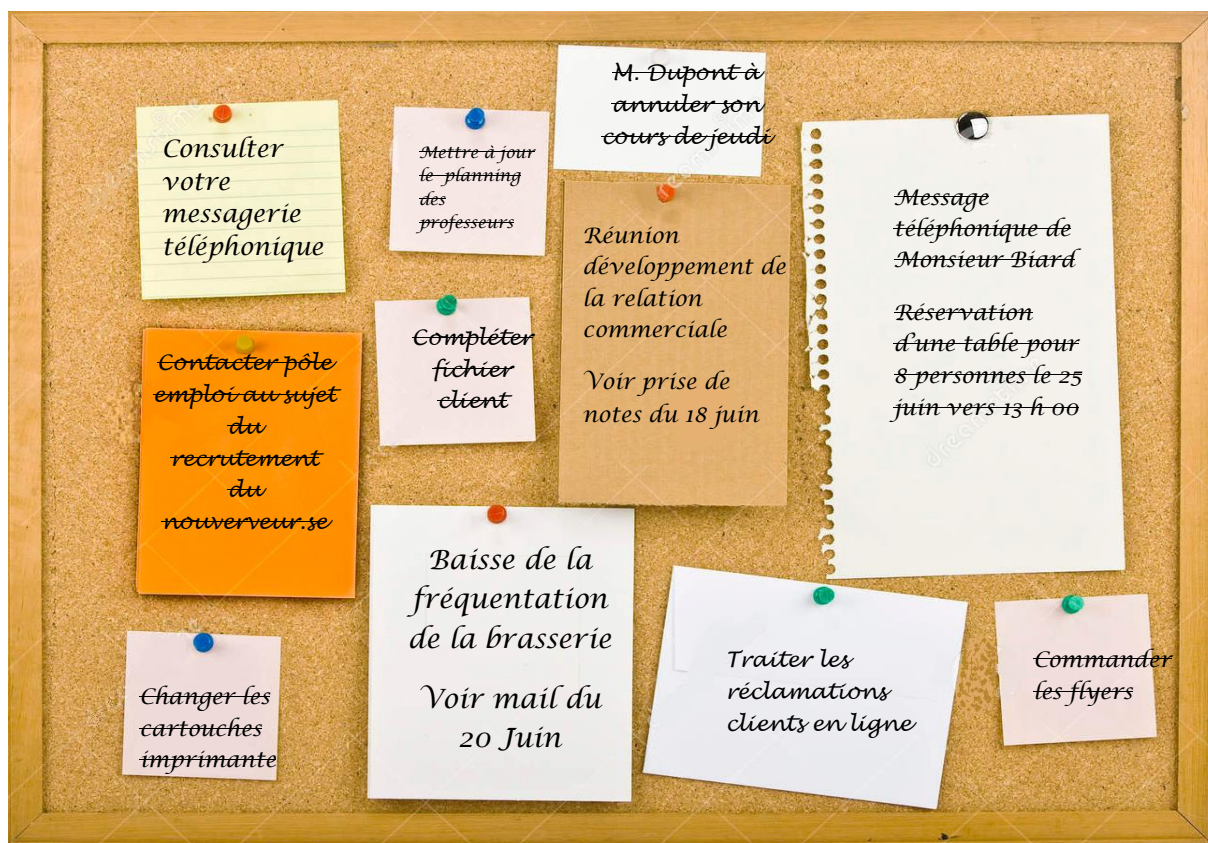 M. Dupont à
annuler son
cours de jeudi
Consulter
votre
messagerie
téléphonique
Mettre à jour
le planning
des
professeurs
Réunion
développement de
la relation
commerciale
Voir prise de
notes du 18 juin
Message
téléphonique de
Monsieur Biard
Réservation
d'une table pour
8 personnes le 25
juin vers 13 h 00
Contacter pôle
emploi au sujet
du
recrutement
du
nouverveur.se
Compléter
fichier
client
Baisse de la
fréquentation
de la brasserie
Voir mail du
20 Juin
Traiter les
réclamations
clients en ligne
Commander
les flyers
Changer les
cartouches
imprimante